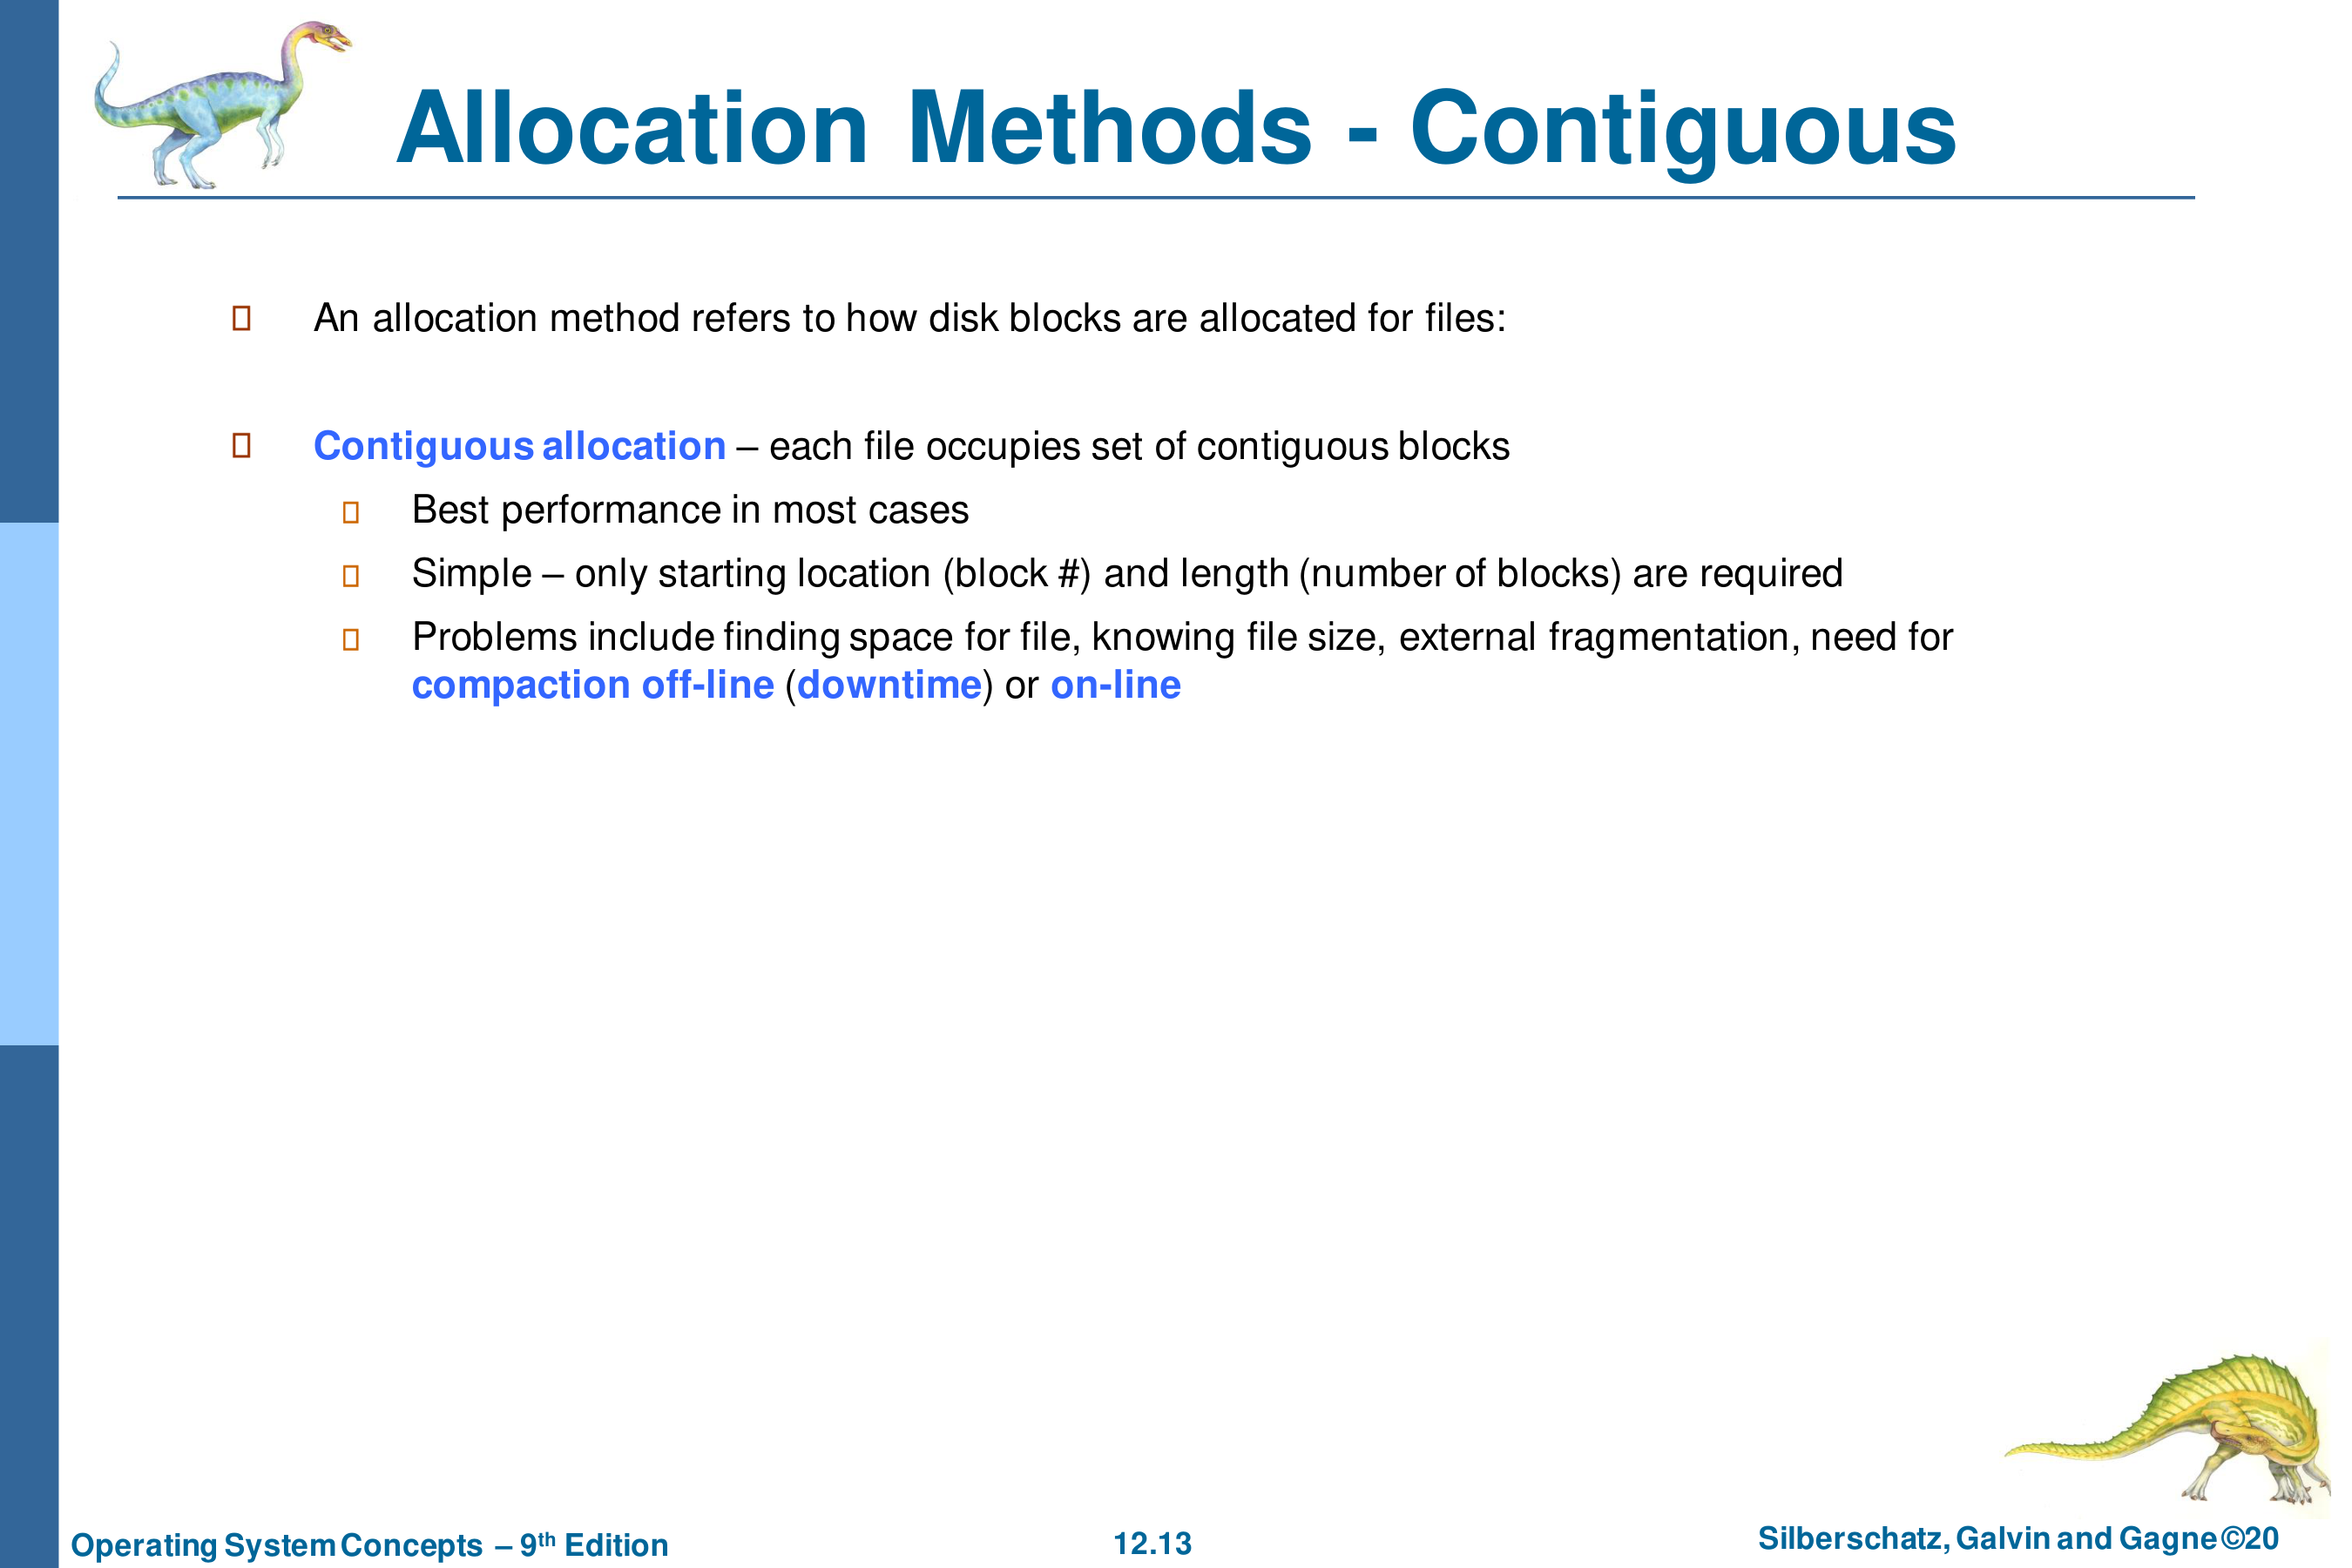 Allocation Methods - Contiguous
An allocation method refers to how disk blocks are allocated for files:
Contiguous allocation – each file occupies set of contiguous blocks
Best performance in most cases
Simple – only starting location (block #) and length (number of blocks) are required
Problems include finding space for file, knowing file size, external fragmentation, need for
compaction off-line (downtime) or on-line
Operating System Concepts – 9th Edition
12.13
Silberschatz, Galvin and Gagne ©20